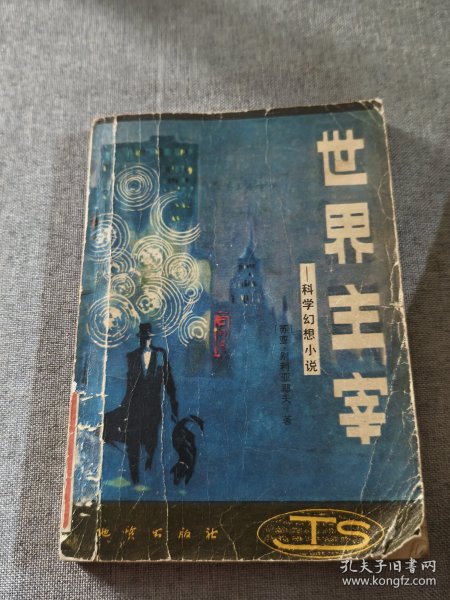 世界主宰
—科学幻想小说
〔苏〕亚·别利亚耶夫 著
地质出版社
孔夫子旧书网
www.kongfz.com